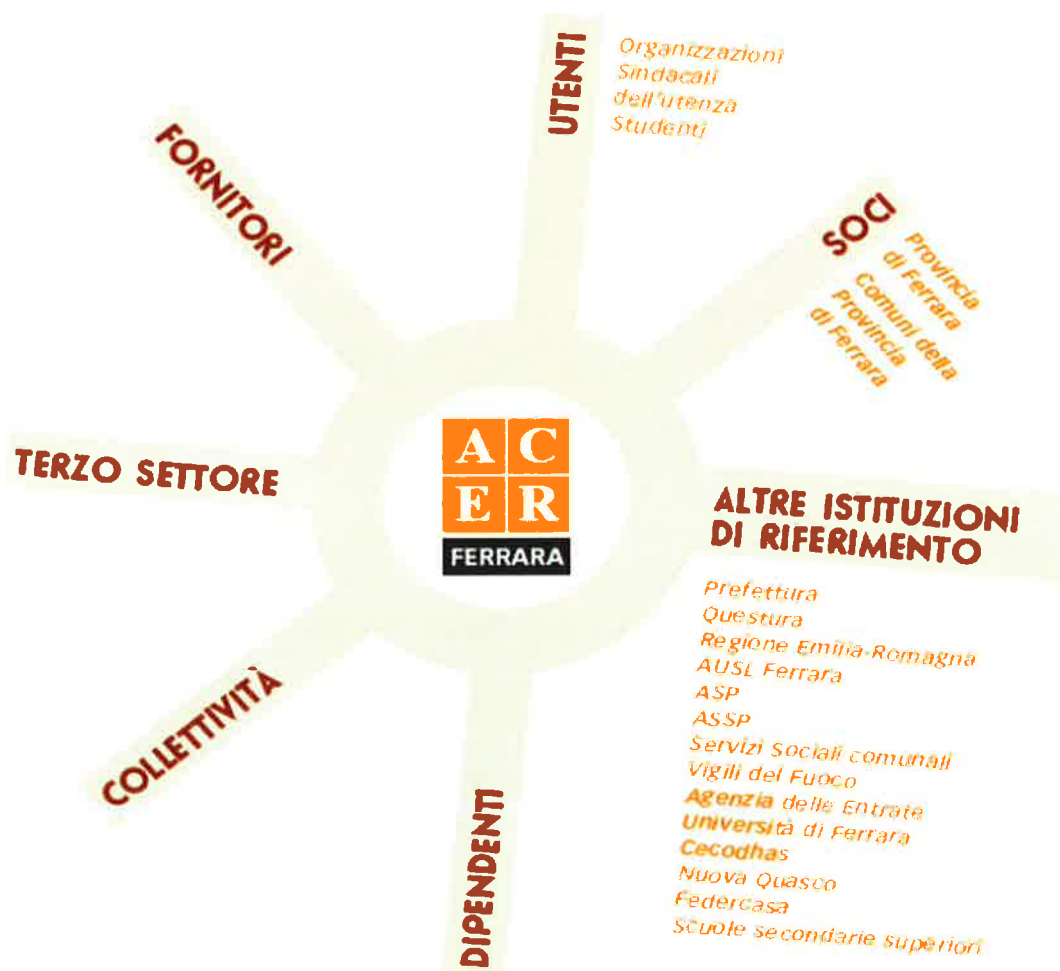 UTENTI
Organizzazioni
Sindacali
dell'utenza
Studenti
FORNITORI
SOCI
Provincia
di Ferrara
Comuni della
Provincia
di Ferrara
TERZO SETTORE
A C
E R
FERRARA
ALTRE ISTITUZIONI
DI RIFERIMENTO
Prefettura
Questura
Regione Emilia-Romagna
AUSL Ferrara
ASP
ASSP
Servizi Sociali comunali
Vigili del Fuoco
Agenzia delle Entrate
Università di Ferrara
Cecodhas
Nuova Quasco
Federcasa
Scuole secondarie superiori
COLLETTIVITÀ
DIPENDENTI